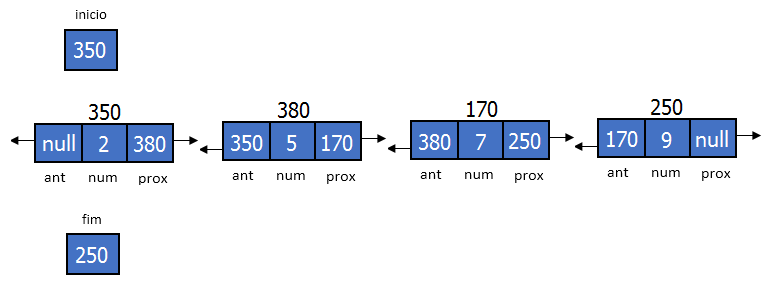 inicio
350
350 380 170 250
null 2 380 350 5 170 380 7 250 170 9 null
ant num prox ant num prox ant num prox ant num prox
fim
250